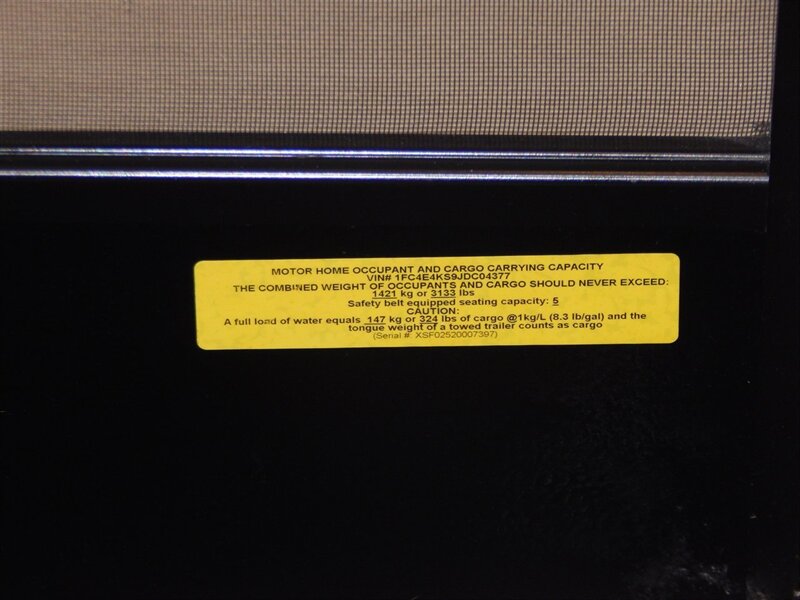 MOTOR HOME OCCUPANT AND CARGO CARRYING CAPACITY
VIN# 1FC4E4KS9JDC04377
THE COMBINED WEIGHT OF OCCUPANTS AND CARGO SHOULD NEVER EXCEED:
1421 kg or 3133 lbs
Safety belt equipped seating capacity: 5
CAUTION:
A full load of water equals 147 kg or 324 lbs of cargo @1kg/L (8.3 lb/gal) and the
tongue weight of a towed trailer counts as cargo
(Serial #: XSF02520007397)